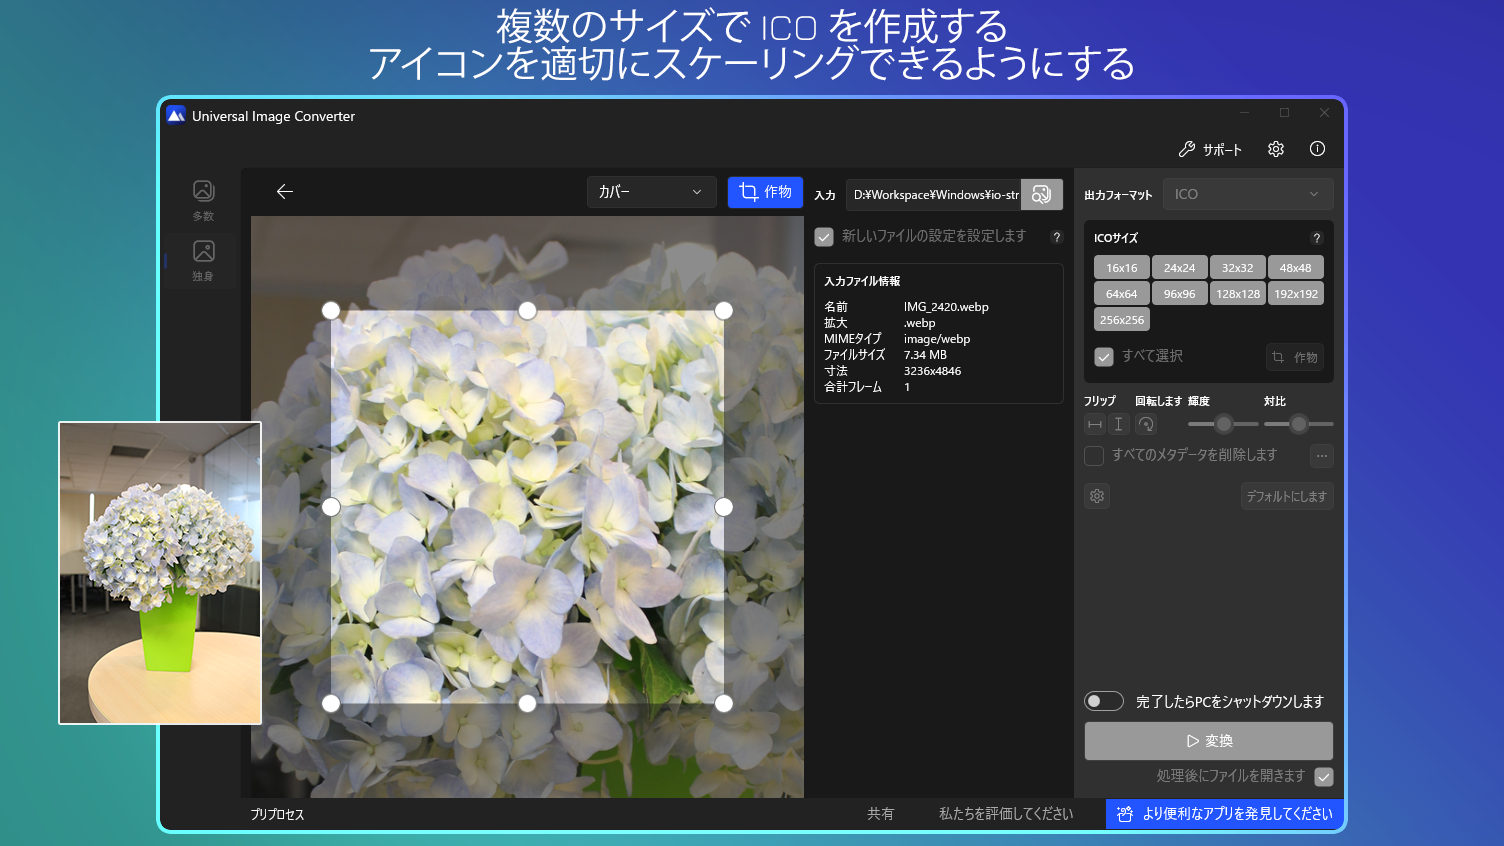 複数のサイズで ICO を作成する
アイコンを適切にスケーリングできるようにする
Universal Image Converter
サポート
多数
独身
カバー
作物
入力
D:¥Workspace¥Windows¥io-str
新しいファイルの設定を設定します
?
入力ファイル情報
名前 IMG_2420.webp
拡大 .webp
MIMEタイプ image/webp
ファイルサイズ 7.34 MB
寸法 3236x4846
合計フレーム 1
出力フォーマット
ICO
ICOサイズ
?
16x16 24x24 32x32 48x48
64x64 96x96 128x128 192x192
256x256
すべて選択
作物
フリップ 回転します 輝度 対比
すべてのメタデータを削除します
デフォルトにします
完了したらPCをシャットダウンします
変換
処理後にファイルを開きます
プリプロセス
共有
私たちを評価してください
より便利なアプリを発見してください